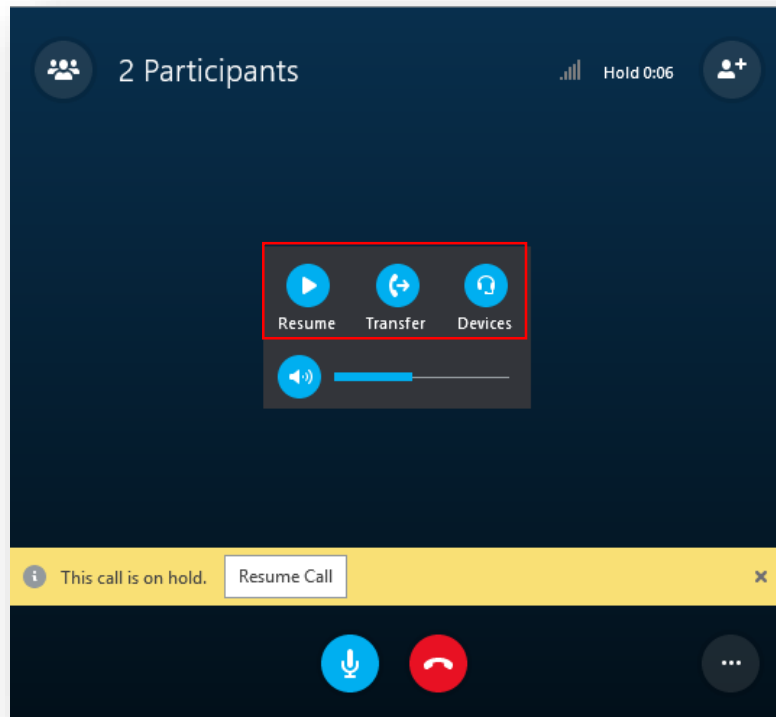 2 Participants
Hold 0:06
Resume Transfer Devices
This call is on hold. Resume Call